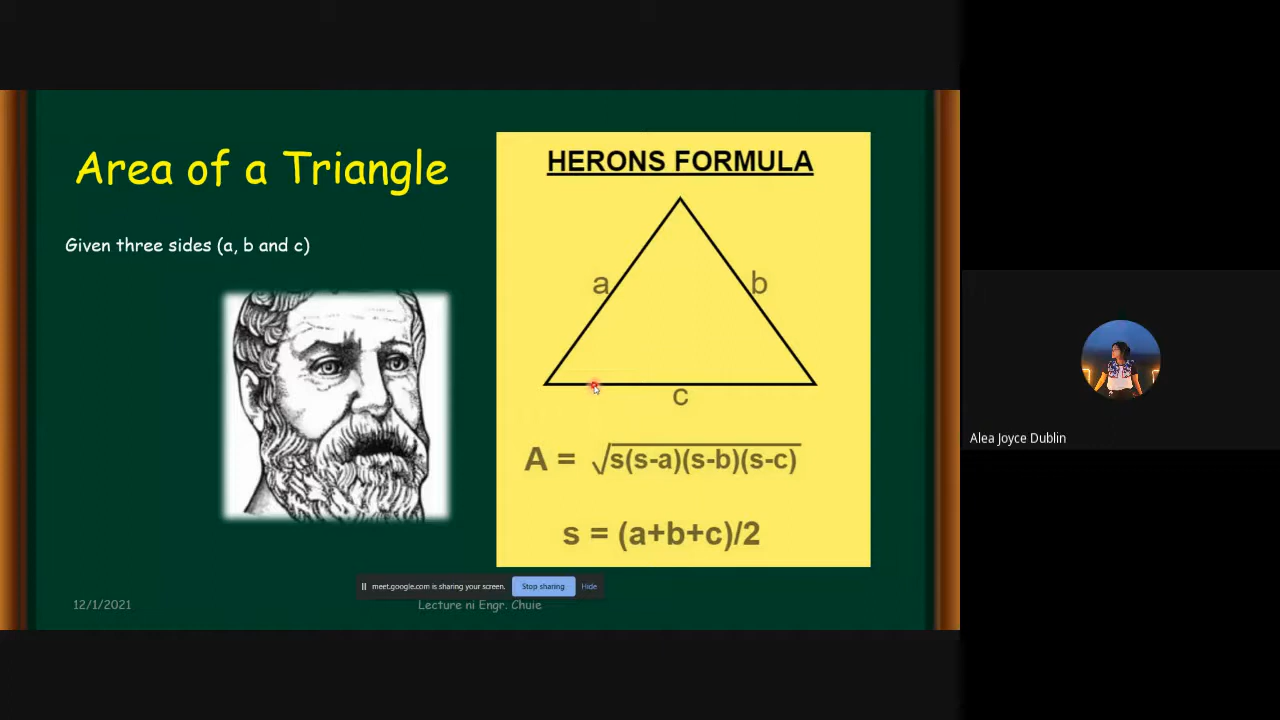 Area of a Triangle
Given three sides (a, b and c)
HERONS FORMULA
a
b
c
A = √s(s-a)(s-b)(s-c)
s = (a+b+c)/2
meet.google.com is sharing your screen. Stop sharing Hide
12/1/2021
Lecture ni Engr. Chuie
Alea Joyce Dublin